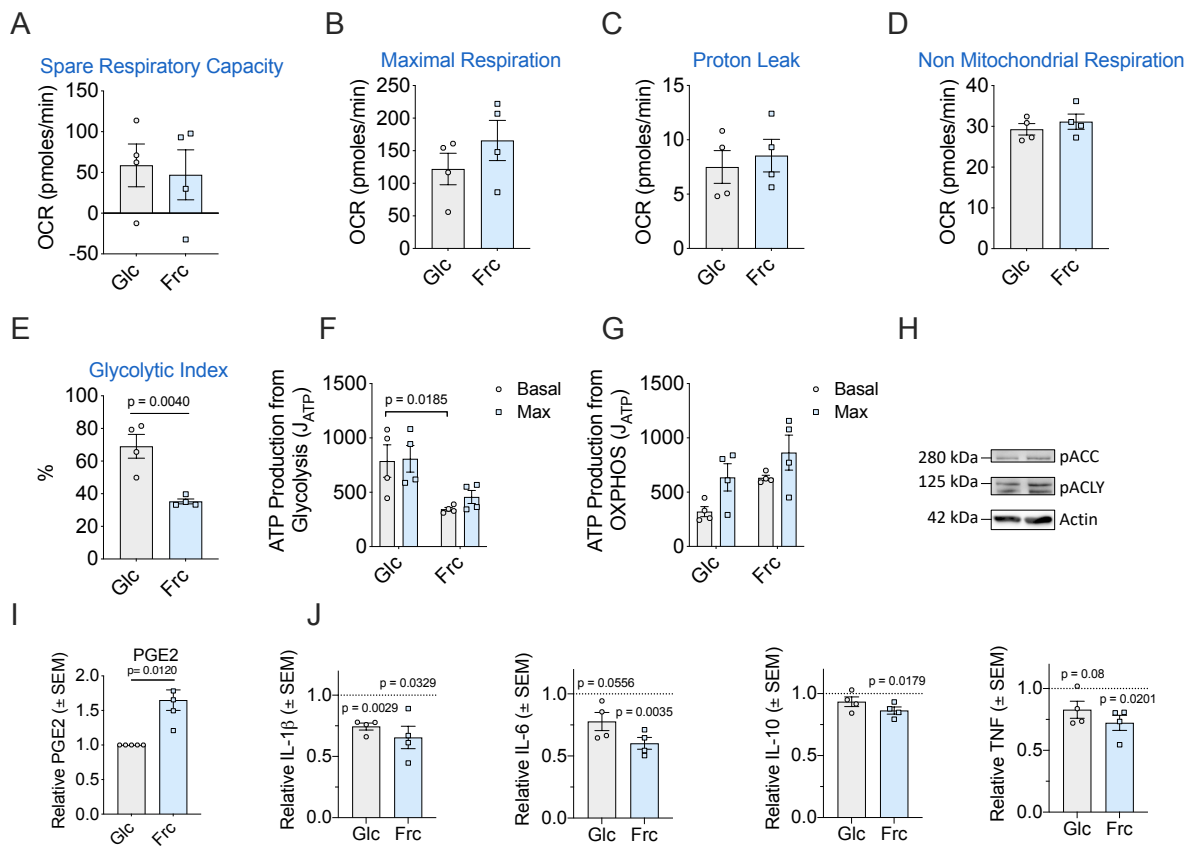 A
Spare Respiratory Capacity
OCR (pmoles/min)
150
100
50
0
-50
Glc
Frc
B
Maximal Respiration
OCR (pmoles/min)
250
200
150
100
50
0
Glc
Frc
C
Proton Leak
OCR (pmoles/min)
15
10
5
0
Glc
Frc
D
Non Mitochondrial Respiration
OCR (pmoles/min)
40
30
20
10
0
Glc
Frc
E
Glycolytic Index
%
p = 0.0040
100
80
60
40
20
0
Glc
Frc
F
ATP Production from
Glycolysis (J_ATP)
p = 0.0185
1500
1000
500
0
Glc
Frc
Basal
Max
G
ATP Production from
OXPHOS (J_ATP)
1500
1000
500
0
Glc
Frc
Basal
Max
H
280 kDa
pACC
125 kDa
pACLY
42 kDa
Actin
I
PGE2
p= 0.0120
Relative PGE2 (± SEM)
2.0
1.5
1.0
0.5
0.0
Glc
Frc
J
Relative IL-1β (± SEM)
p = 0.0329
p = 0.0029
1.0
0.5
0.0
Glc
Frc
Relative IL-6 (± SEM)
p = 0.0556
p = 0.0035
1.0
0.5
0.0
Glc
Frc
Relative IL-10 (± SEM)
p = 0.0179
1.0
0.5
0.0
Glc
Frc
Relative TNF (± SEM)
p = 0.08
p = 0.0201
1.0
0.5
0.0
Glc
Frc